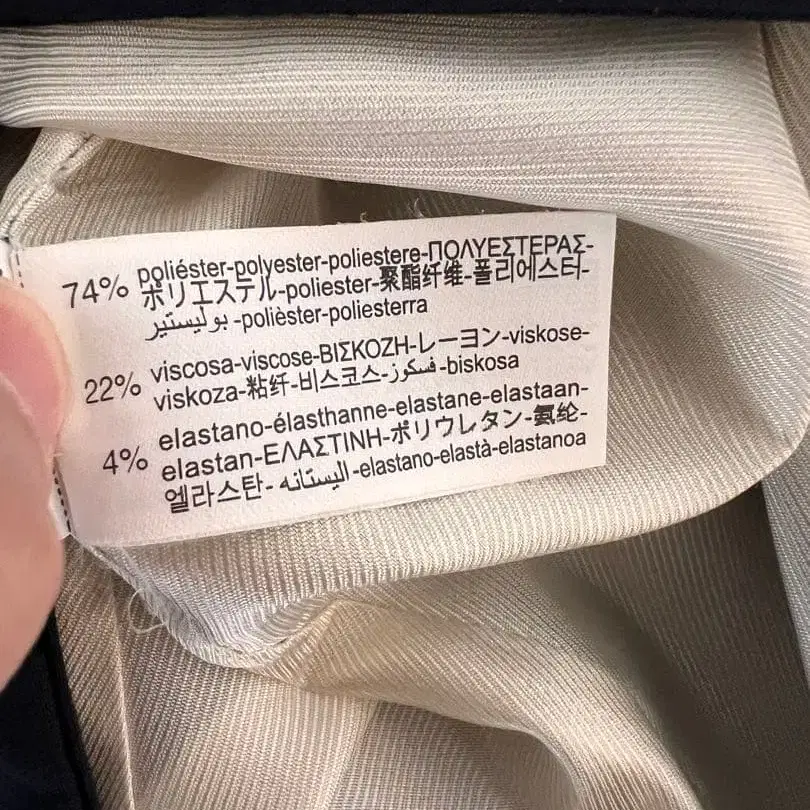 74% poliéster-polyester-poliestere-ΠΟΛΥΕΣΤΕΡΑΣ-
ポリエステル-poliester-聚酯纤维-폴리에스터-
بوليستير-polièster-poliesterra
22% viscosa-viscose-ΒΙΣΚΟΖΗ-レーヨン-viskose-
viskoza-粘纤-비스코스-فسكوز-biskosa
4% elastano-élasthanne-elastane-elastaan-
elastan-ΕΛΑΣΤΙΝΗ-ポリウレタン-氨纶-
엘라스탄-اليستانه-elastano-elastà-elastanoa